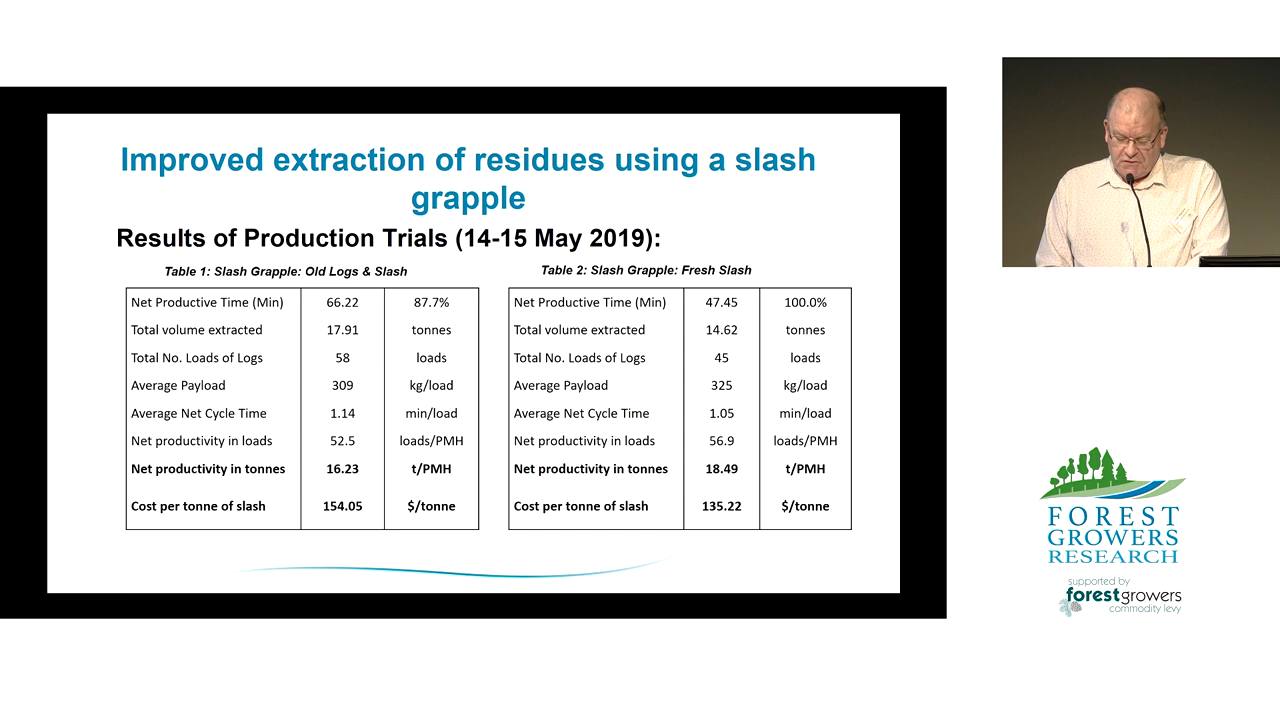 Improved extraction of residues using a slash
grapple
Results of Production Trials (14-15 May 2019):
Table 1: Slash Grapple: Old Logs & Slash
Net Productive Time (Min) 66.22 87.7%
Total volume extracted 17.91 tonnes
Total No. Loads of Logs 58 loads
Average Payload 309 kg/load
Average Net Cycle Time 1.14 min/load
Net productivity in loads 52.5 loads/PMH
Net productivity in tonnes 16.23 t/PMH
Cost per tonne of slash 154.05 $/tonne
Table 2: Slash Grapple: Fresh Slash
Net Productive Time (Min) 47.45 100.0%
Total volume extracted 14.62 tonnes
Total No. Loads of Logs 45 loads
Average Payload 325 kg/load
Average Net Cycle Time 1.05 min/load
Net productivity in loads 56.9 loads/PMH
Net productivity in tonnes 18.49 t/PMH
Cost per tonne of slash 135.22 $/tonne
FOREST
GROWERS
RESEARCH
supported by
forestgrowers
commodity levy